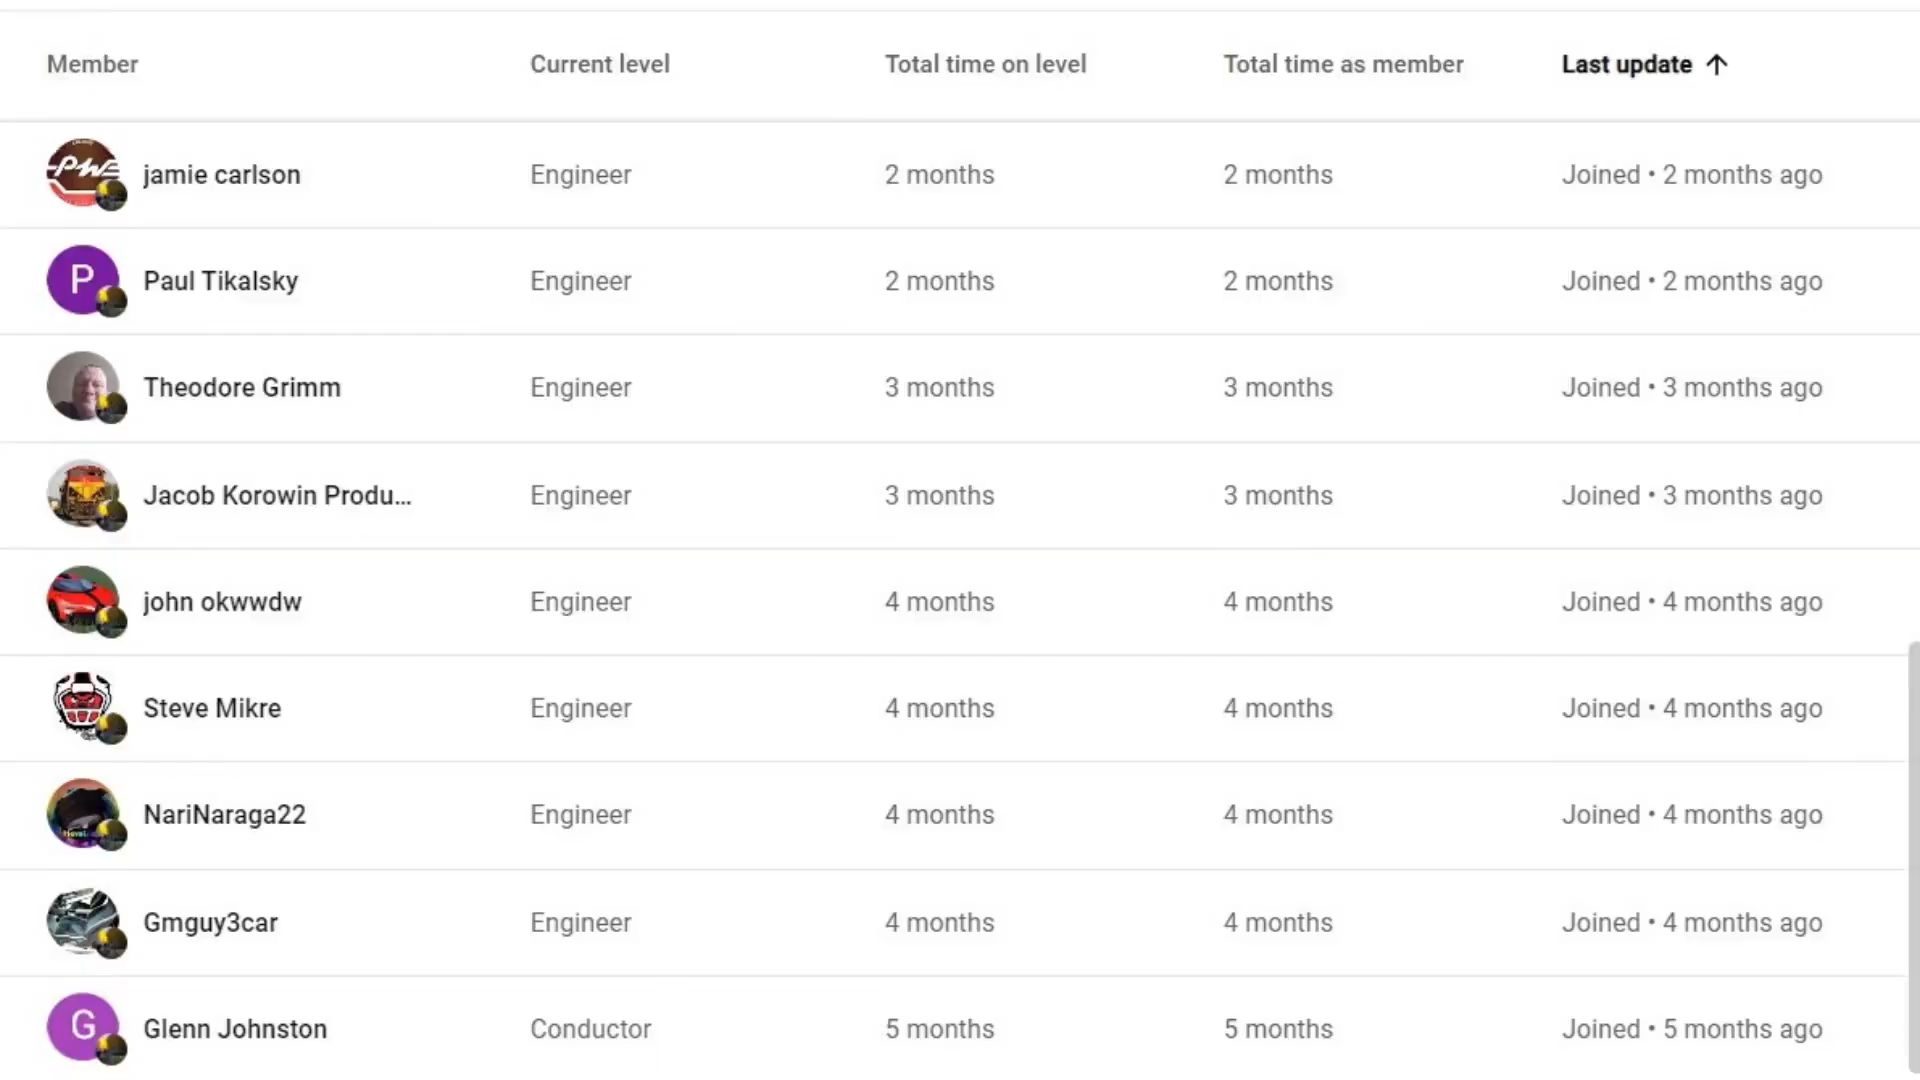 Member Current level Total time on level Total time as member Last update ↑
jamie carlson Engineer 2 months 2 months Joined • 2 months ago
P Paul Tikalsky Engineer 2 months 2 months Joined • 2 months ago
Theodore Grimm Engineer 3 months 3 months Joined • 3 months ago
Jacob Korowin Produ... Engineer 3 months 3 months Joined • 3 months ago
john okwwdw Engineer 4 months 4 months Joined • 4 months ago
Steve Mikre Engineer 4 months 4 months Joined • 4 months ago
NariNaraga22 Engineer 4 months 4 months Joined • 4 months ago
Gmguy3car Engineer 4 months 4 months Joined • 4 months ago
G Glenn Johnston Conductor 5 months 5 months Joined • 5 months ago